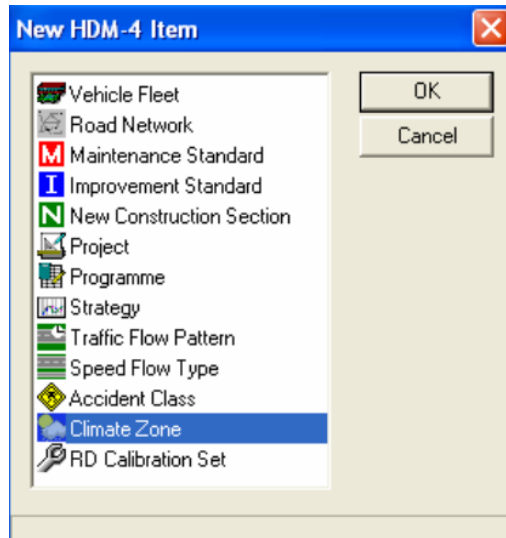 New HDM-4 Item
Vehicle Fleet
Road Network
M Maintenance Standard
I Improvement Standard
N New Construction Section
Project
Programme
Strategy
Traffic Flow Pattern
Speed Flow Type
Accident Class
Climate Zone
RD Calibration Set
OK
Cancel